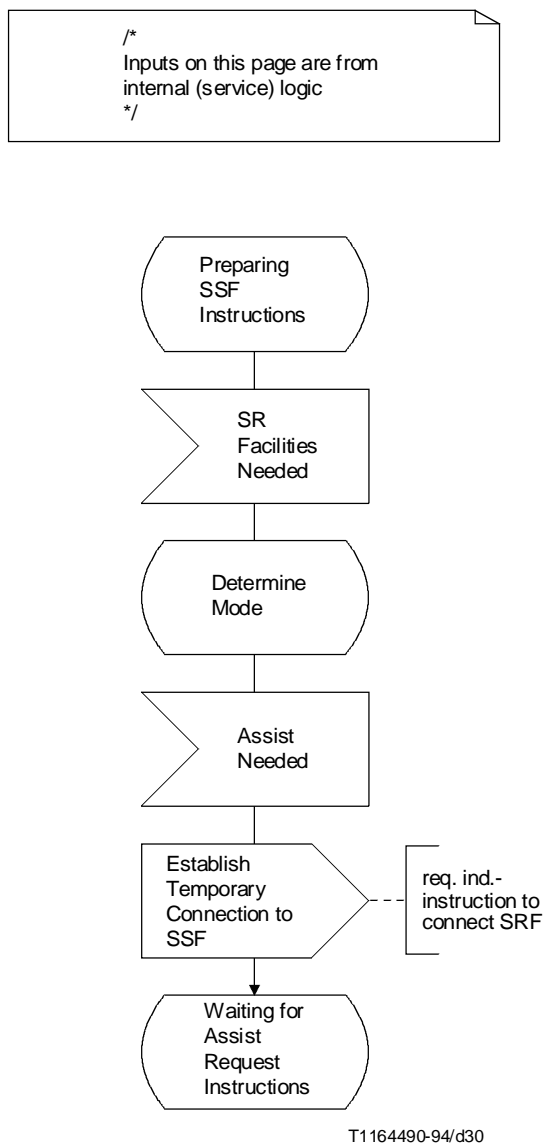 /*
Inputs on this page are from
internal (service) logic
*/
Preparing
SSF
Instructions
SR
Facilities
Needed
Determine
Mode
Assist
Needed
Establish
Temporary
Connection to
SSF
req. ind.-
instruction to
connect SRF
Waiting for
Assist
Request
Instructions
T1164490-94/d30